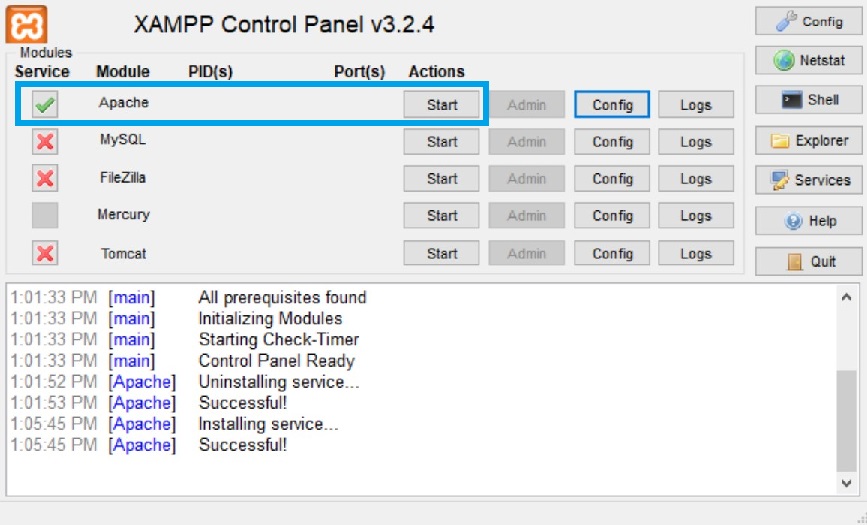 XAMPP Control Panel v3.2.4
Modules
Service Module PID(s) Port(s) Actions
Apache Start Admin Config Logs
MySQL Start Admin Config Logs
FileZilla Start Admin Config Logs
Mercury Start Admin Config Logs
Tomcat Start Admin Config Logs
Config
Netstat
Shell
Explorer
Services
Help
Quit
1:01:33 PM [main] All prerequisites found
1:01:33 PM [main] Initializing Modules
1:01:33 PM [main] Starting Check-Timer
1:01:33 PM [main] Control Panel Ready
1:01:52 PM [Apache] Uninstalling service...
1:01:53 PM [Apache] Successful!
1:05:45 PM [Apache] Installing service...
1:05:45 PM [Apache] Successful!